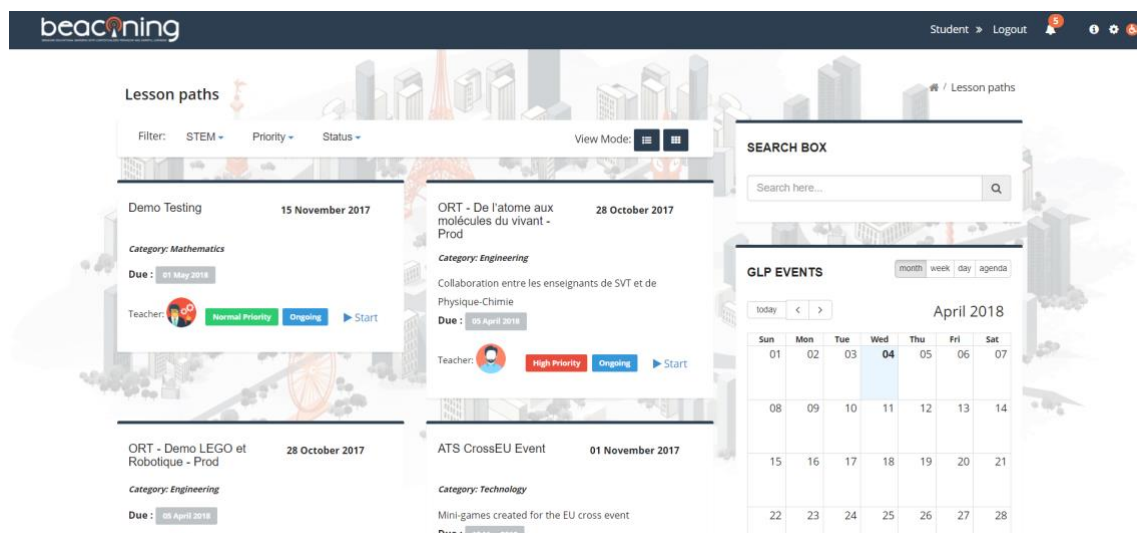 beaconing
Student » Logout
5
Lesson paths
/ Lesson paths
Filter: STEM Priority Status
View Mode:
Demo Testing
15 November 2017
Category: Mathematics
Due : 01 May 2018
Teacher: Normal Priority Ongoing Start
ORT - De l'atome aux
molécules du vivant -
Prod
28 October 2017
Category: Engineering
Collaboration entre les enseignants de SVT et de
Physique-Chimie
Due : 05 April 2018
Teacher: High Priority Ongoing Start
ORT - Demo LEGO et
Robotique - Prod
28 October 2017
Category: Engineering
Due : 05 April 2018
ATS CrossEU Event
01 November 2017
Category: Technology
Mini-games created for the EU cross event
Due :
SEARCH BOX
Search here...
GLP EVENTS
month week day agenda
today < >
April 2018
Sun Mon Tue Wed Thu Fri Sat
01 02 03 04 05 06 07
08 09 10 11 12 13 14
15 16 17 18 19 20 21
22 23 24 25 26 27 28